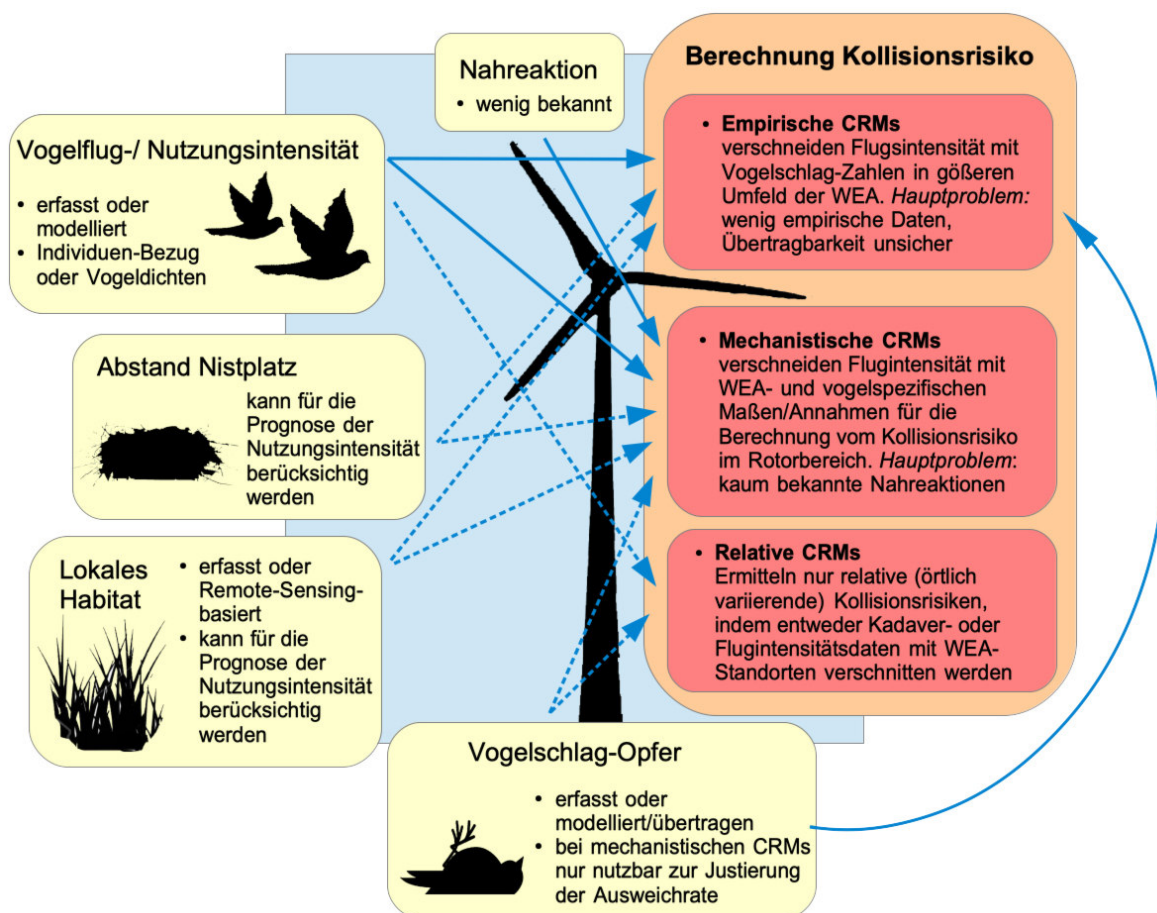 Nahreaktion
• wenig bekannt
Vogelflug-/ Nutzungsintensität
• erfasst oder
modelliert
• Individuen-Bezug
oder Vogeldichten
Abstand Nistplatz
kann für die
Prognose der
Nutzungsintensität
berücksichtig
werden
Lokales
Habitat
• erfasst oder
Remote-Sensing-
basiert
• kann für die
Prognose der
Nutzungsintensität
berücksichtig
werden
Vogelschlag-Opfer
• erfasst oder
modelliert/übertragen
• bei mechanistischen CRMs
nur nutzbar zur Justierung
der Ausweichrate
Berechnung Kollisionsrisiko
• Empirische CRMs
verschneiden Flugsintensität mit
Vogelschlag-Zahlen in gößeren
Umfeld der WEA. Hauptproblem:
wenig empirische Daten,
Übertragbarkeit unsicher
• Mechanistische CRMs
verschneiden Flugintensität mit
WEA- und vogelspezifischen
Maßen/Annahmen für die
Berechnung vom Kollisionsrisiko
im Rotorbereich. Hauptproblem:
kaum bekannte Nahreaktionen
• Relative CRMs
Ermitteln nur relative (örtlich
variierende) Kollisionsrisiken,
indem entweder Kadaver- oder
Flugintensitätsdaten mit WEA-
Standorten verschnitten werden